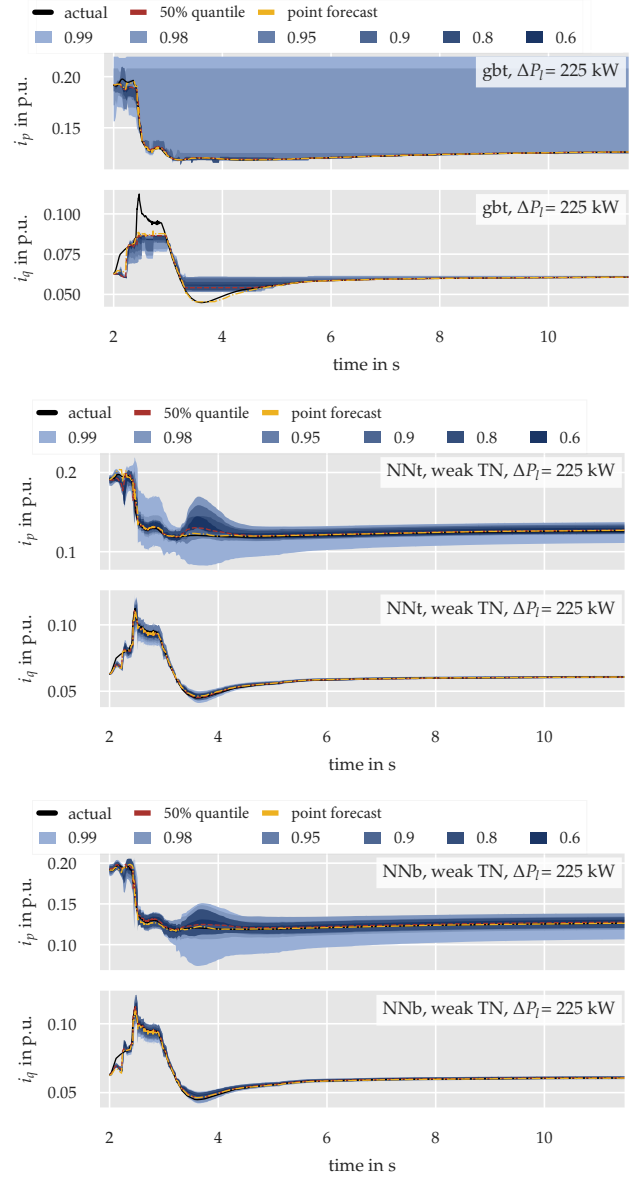 actual 50% quantile point forecast
0.99 0.98 0.95 0.9 0.8 0.6
gbt, ΔP_l = 225 kW
0.20
0.15
i_p in p.u.
gbt, ΔP_l = 225 kW
0.100
0.075
0.050
i_q in p.u.
2 4 6 8 10
time in s
actual 50% quantile point forecast
0.99 0.98 0.95 0.9 0.8 0.6
NNt, weak TN, ΔP_l = 225 kW
0.2
0.1
i_p in p.u.
NNt, weak TN, ΔP_l = 225 kW
0.10
0.05
i_q in p.u.
2 4 6 8 10
time in s
actual 50% quantile point forecast
0.99 0.98 0.95 0.9 0.8 0.6
NNb, weak TN, ΔP_l = 225 kW
0.20
0.15
0.10
i_p in p.u.
NNb, weak TN, ΔP_l = 225 kW
0.10
0.05
i_q in p.u.
2 4 6 8 10
time in s